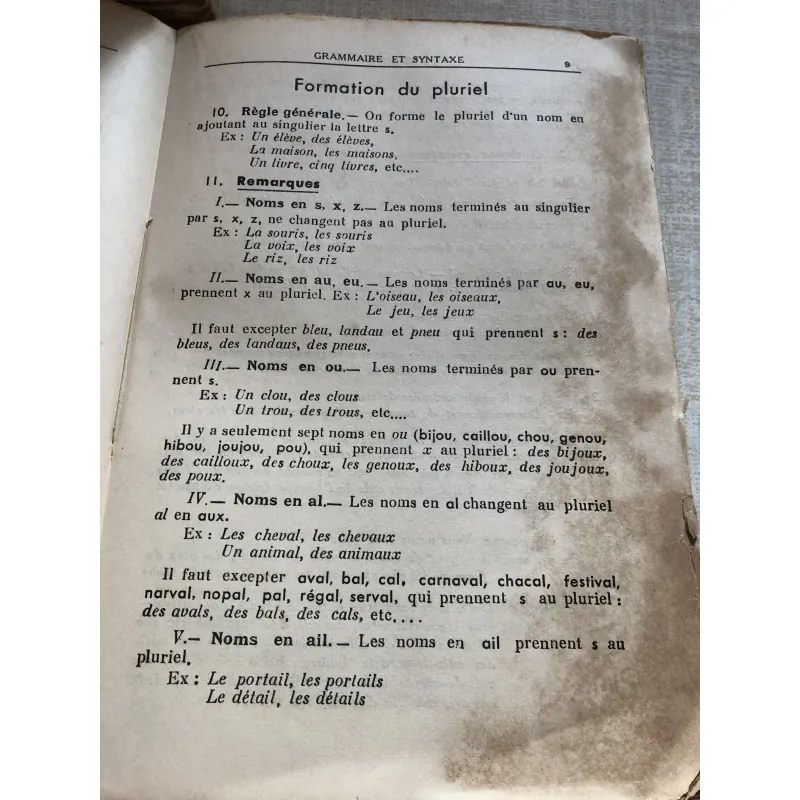 GRAMMAIRE ET SYNTAXE 9
Formation du pluriel
10. Règle générale.— On forme le pluriel d'un nom en
ajoutant au singulier la lettre s.
Ex : Un élève, des élèves,
La maison, les maisons,
Un livre, cinq livres, etc....
11. Remarques
I.— Noms en s, x, z.— Les noms terminés au singulier
par s, x, z, ne changent pas au pluriel.
Ex : La souris, les souris
La voix, les voix
Le riz, les riz
II.— Noms en au, eu.— Les noms terminés par au, eu,
prennent x au pluriel. Ex : L'oiseau, les oiseaux,
Le jeu, les jeux
Il faut excepter bleu, landau et pneu qui prennent s : des
bleus, des landaus, des pneus.
III.— Noms en ou.— Les noms terminés par ou pren-
nent s.
Ex : Un clou, des clous
Un trou, des trous, etc....
Il y a seulement sept noms en ou (bijou, caillou, chou, genou,
hibou, joujou, pou), qui prennent x au pluriel : des bijoux,
des cailloux, des choux, les genoux, des hiboux, des joujoux,
des poux.
IV.— Noms en al.— Les noms en al changent au pluriel
al en aux.
Ex : Les cheval, les chevaux
Un animal, des animaux
Il faut excepter aval, bal, cal, carnaval, chacal, festival,
narval, nopal, pal, régal, serval, qui prennent s au pluriel :
des avals, des bals, des cals, etc....
V.— Noms en ail.— Les noms en ail prennent s au
pluriel.
Ex : Le portail, les portails
Le détail, les détails